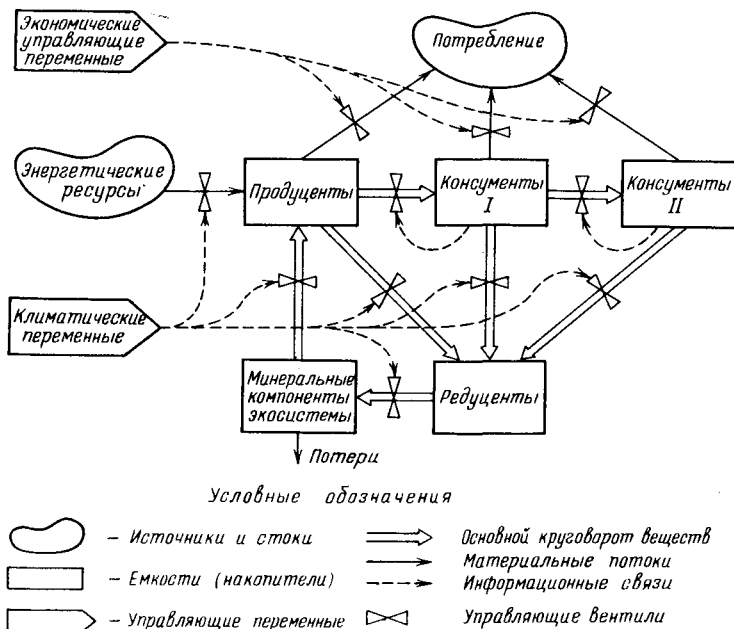 Экономические
управляющие
переменные
Потребление
Энергетические
ресурсы
Продуценты
Консументы
I
Консументы
II
Климатические
переменные
Минеральные
компоненты
экосистемы
Редуценты
Потери
Условные обозначения
– Источники и стоки
Основной круговорот веществ
Материальные потоки
– Емкости (накопители)
Информационные связи
– Управляющие переменные
Управляющие вентили